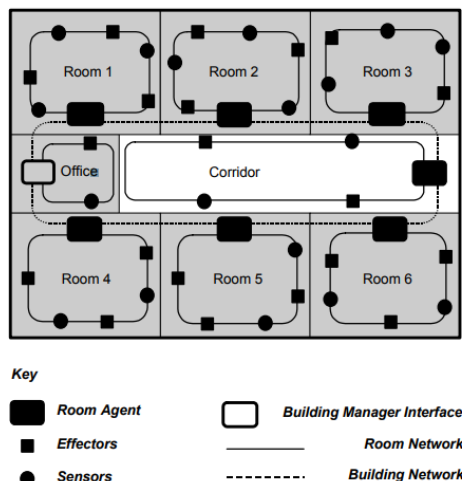 Room 1
Room 2
Room 3
Office
Corridor
Room 4
Room 5
Room 6
Key
Room Agent
Building Manager Interface
Effectors
Room Network
Sensors
Building Network